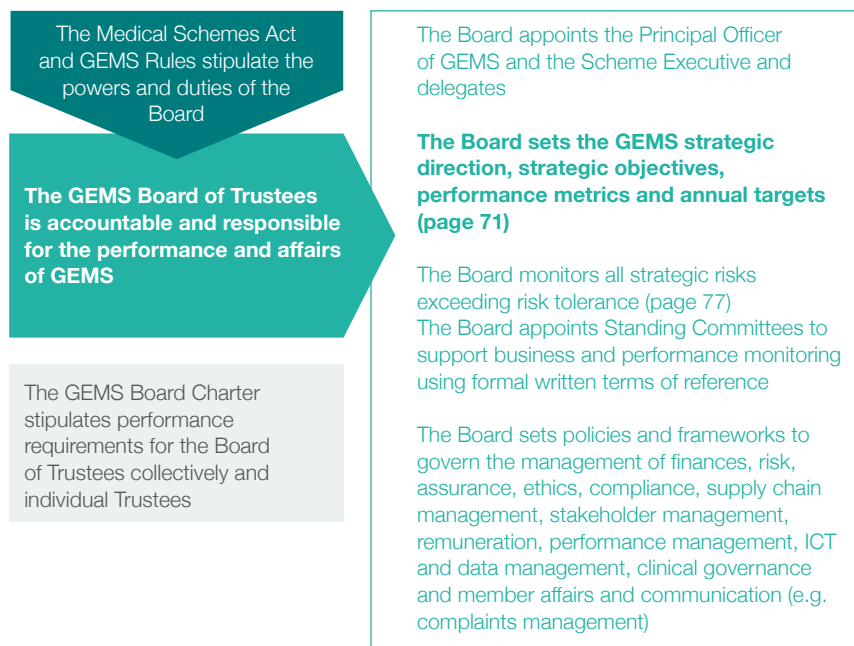 The Medical Schemes Act
and GEMS Rules stipulate the
powers and duties of the
Board
The GEMS Board of Trustees
is accountable and responsible
for the performance and affairs
of GEMS
The GEMS Board Charter
stipulates performance
requirements for the Board
of Trustees collectively and
individual Trustees
The Board appoints the Principal Officer
of GEMS and the Scheme Executive and
delegates
The Board sets the GEMS strategic
direction, strategic objectives,
performance metrics and annual targets
(page 71)
The Board monitors all strategic risks
exceeding risk tolerance (page 77)
The Board appoints Standing Committees to
support business and performance monitoring
using formal written terms of reference
The Board sets policies and frameworks to
govern the management of finances, risk,
assurance, ethics, compliance, supply chain
management, stakeholder management,
remuneration, performance management, ICT
and data management, clinical governance
and member affairs and communication (e.g.
complaints management)